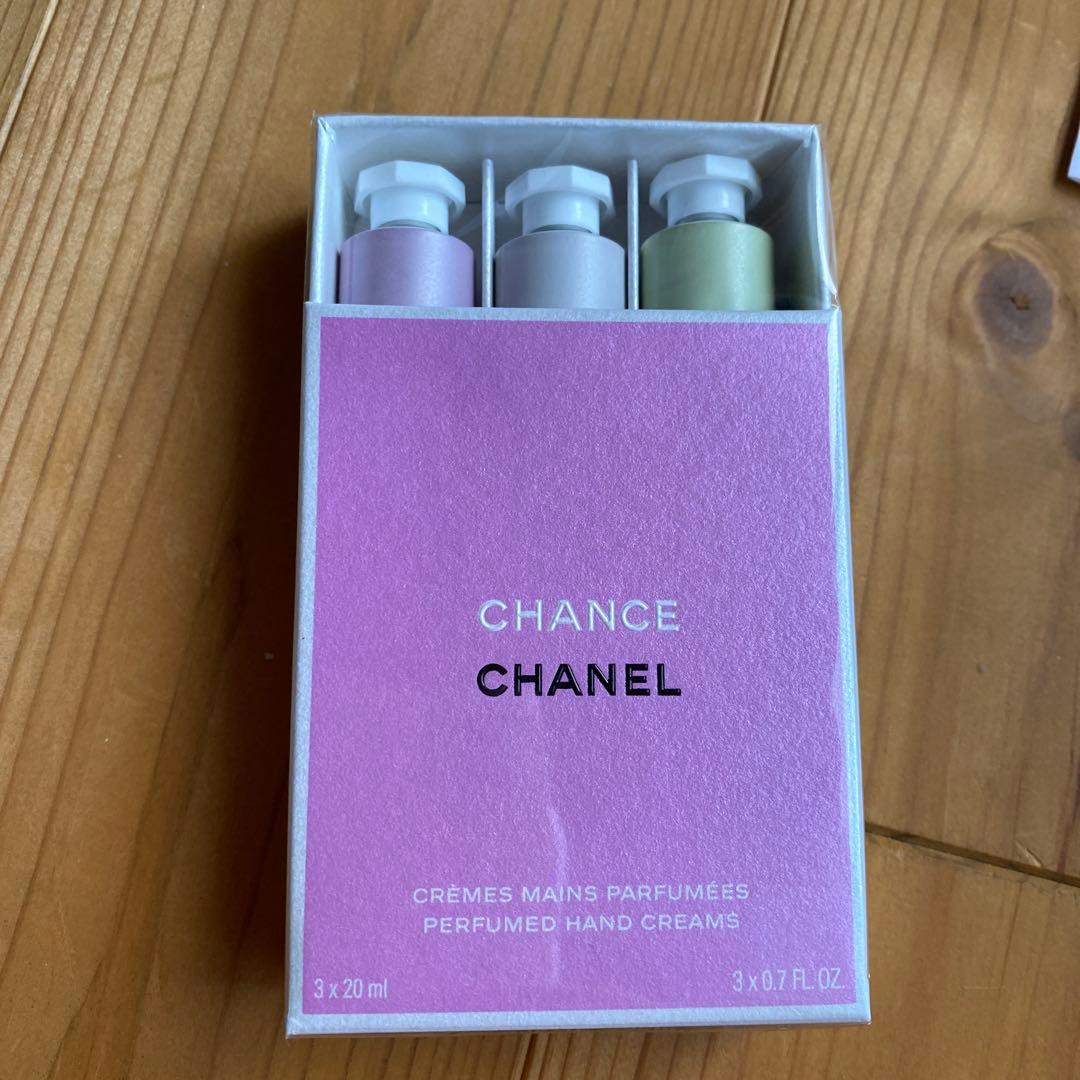 CHANCE
CHANEL
CRÈMES MAINS PARFUMÉES
PERFUMED HAND CREAMS
3 x 20 ml
3 x 0.7 FL. OZ.